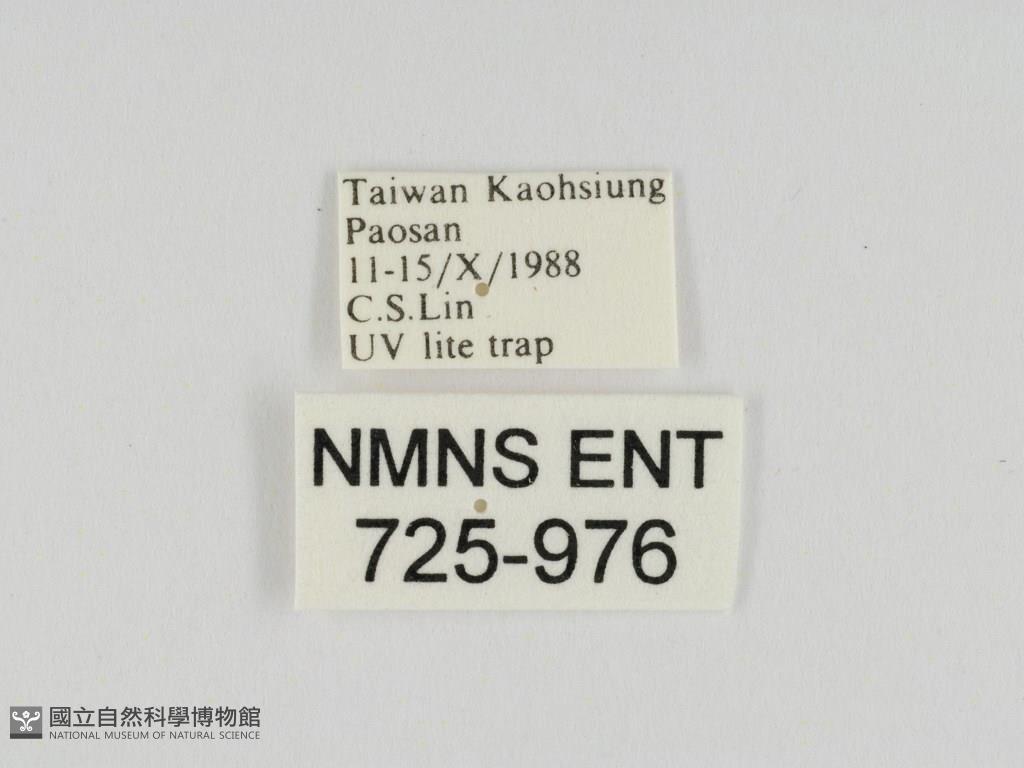 Taiwan Kaohsiung
Paosan
11-15/X/1988
C.S.Lin
UV lite trap
NMNS ENT
725-976
國立自然科學博物館
NATIONAL MUSEUM OF NATURAL SCIENCE